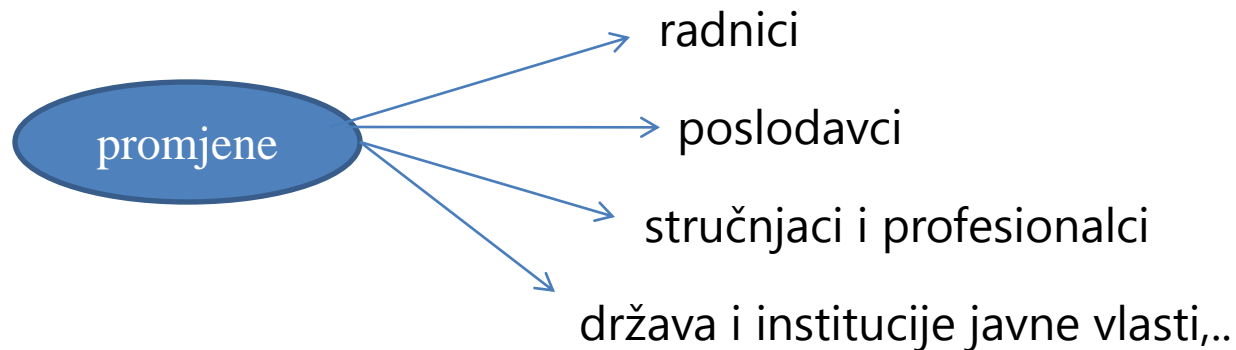 radnici
promjene
poslodavci
stručnjaci i profesionalci
država i institucije javne vlasti,..